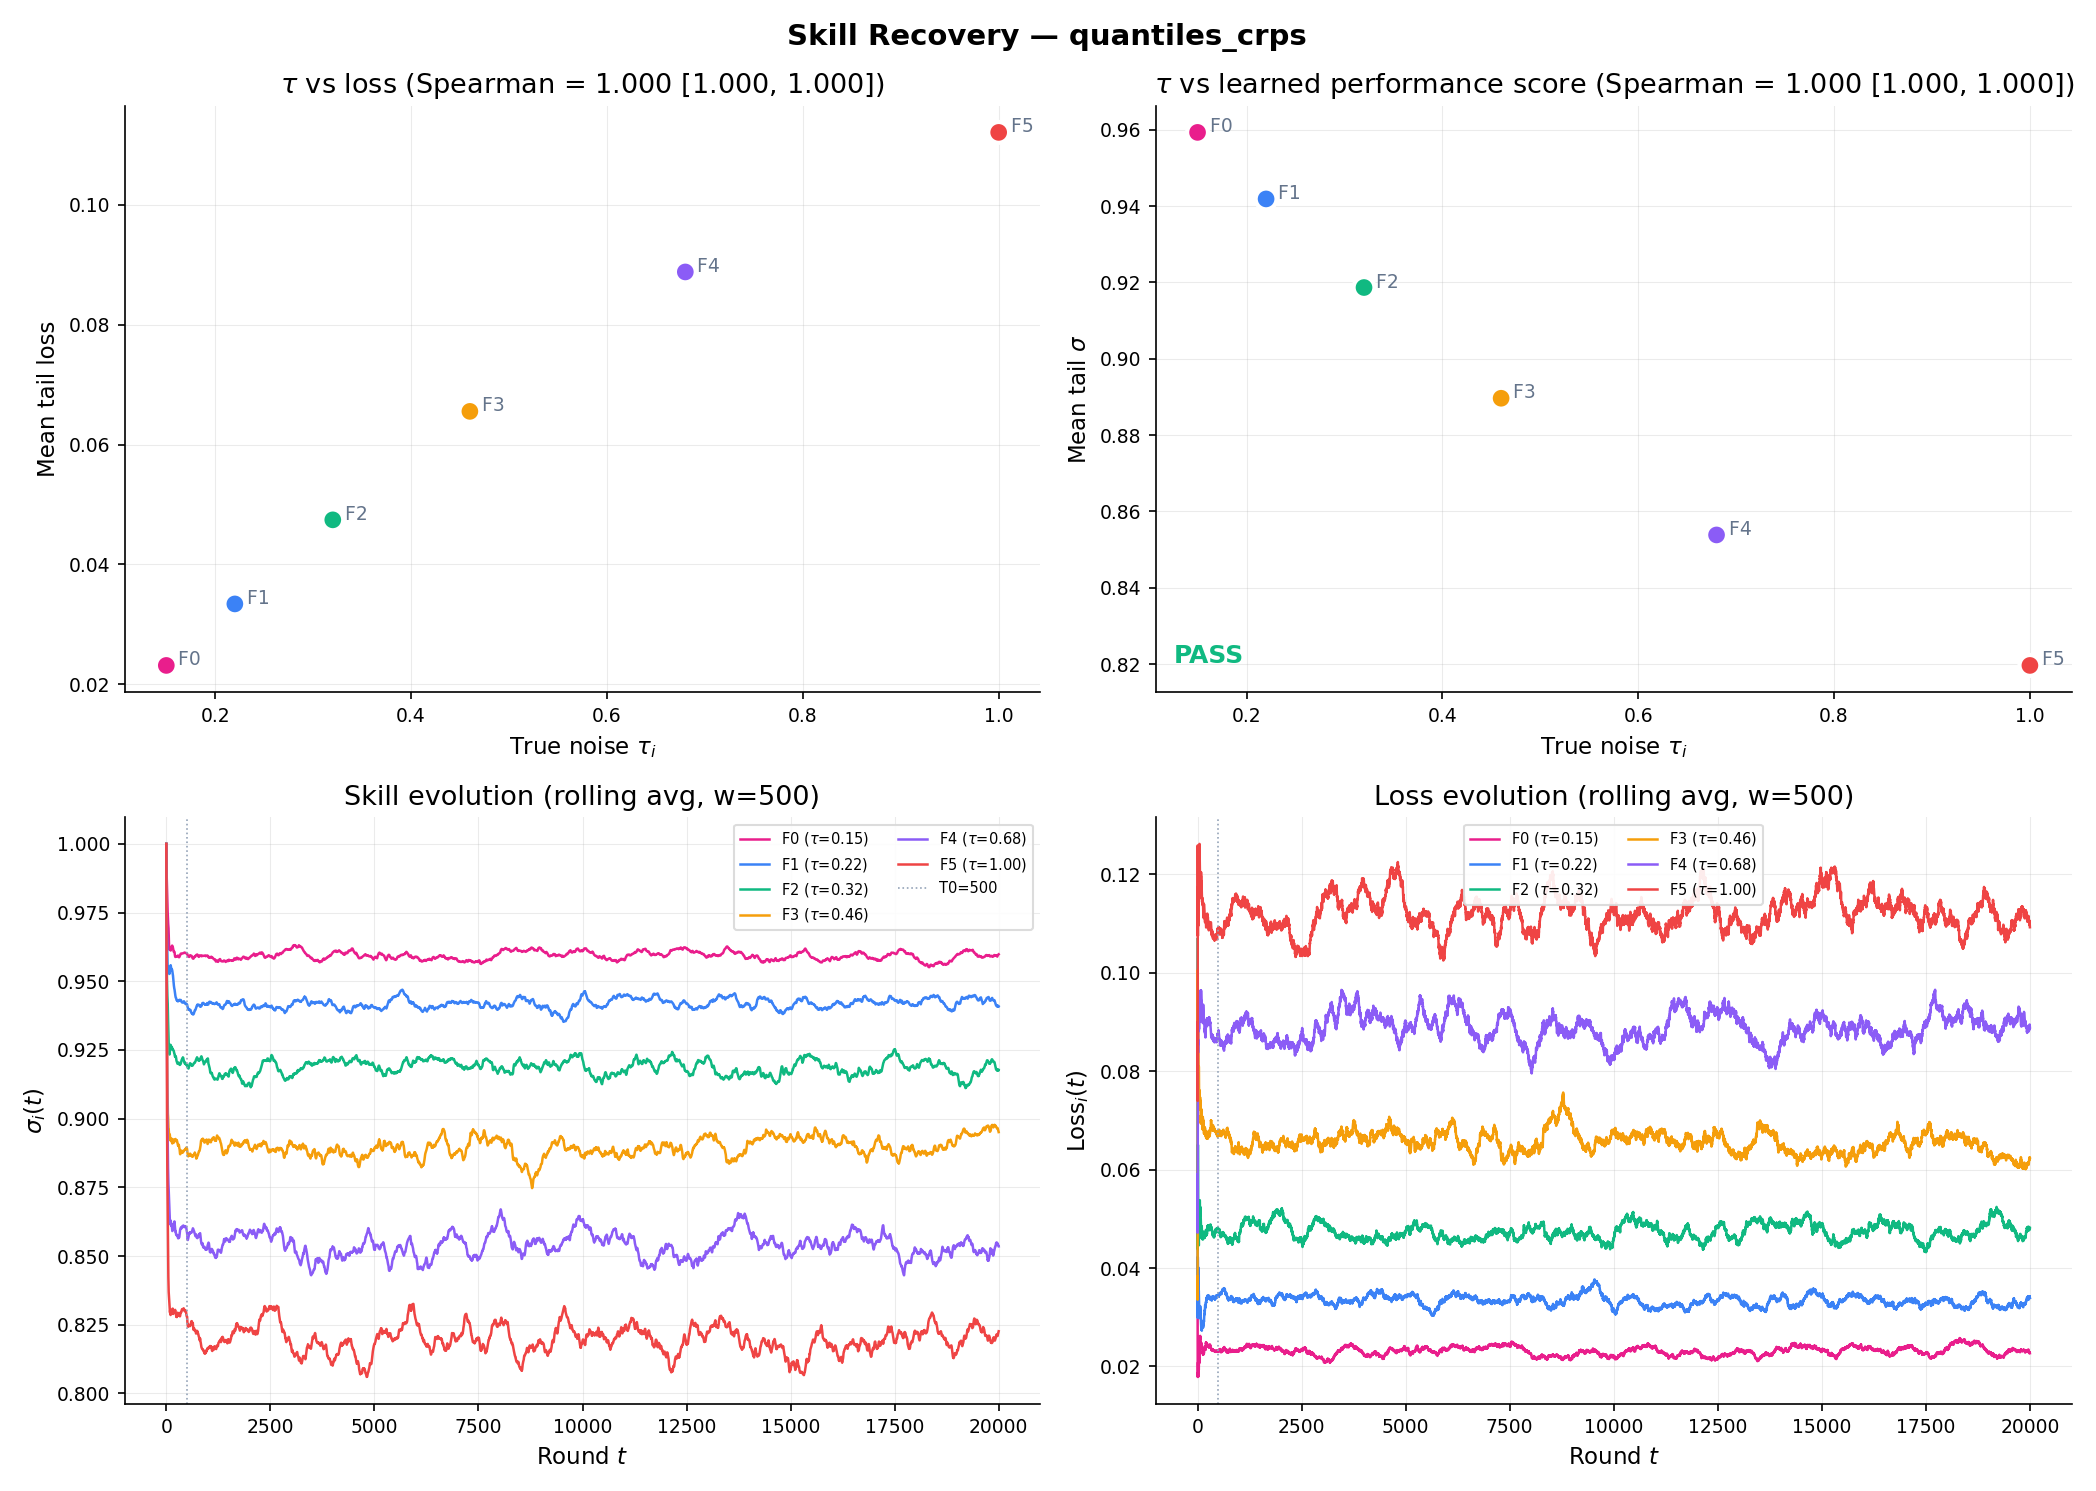 Skill Recovery — quantiles_crps
τ vs loss (Spearman = 1.000 [1.000, 1.000])
Mean tail loss
0.10
0.08
0.06
0.04
0.02
F0
F1
F2
F3
F4
F5
0.2 0.4 0.6 0.8 1.0
True noise τᵢ
τ vs learned performance score (Spearman = 1.000 [1.000, 1.000])
Mean tail σ
0.96
0.94
0.92
0.90
0.88
0.86
0.84
0.82
F0
F1
F2
F3
F4
F5
PASS
0.2 0.4 0.6 0.8 1.0
True noise τᵢ
Skill evolution (rolling avg, w=500)
σᵢ(t)
1.000
0.975
0.950
0.925
0.900
0.875
0.850
0.825
0.800
F0 (τ=0.15)
F1 (τ=0.22)
F2 (τ=0.32)
F3 (τ=0.46)
F4 (τ=0.68)
F5 (τ=1.00)
T0=500
0 2500 5000 7500 10000 12500 15000 17500 20000
Round t
Loss evolution (rolling avg, w=500)
Lossᵢ(t)
0.12
0.10
0.08
0.06
0.04
0.02
F0 (τ=0.15)
F1 (τ=0.22)
F2 (τ=0.32)
F3 (τ=0.46)
F4 (τ=0.68)
F5 (τ=1.00)
0 2500 5000 7500 10000 12500 15000 17500 20000
Round t